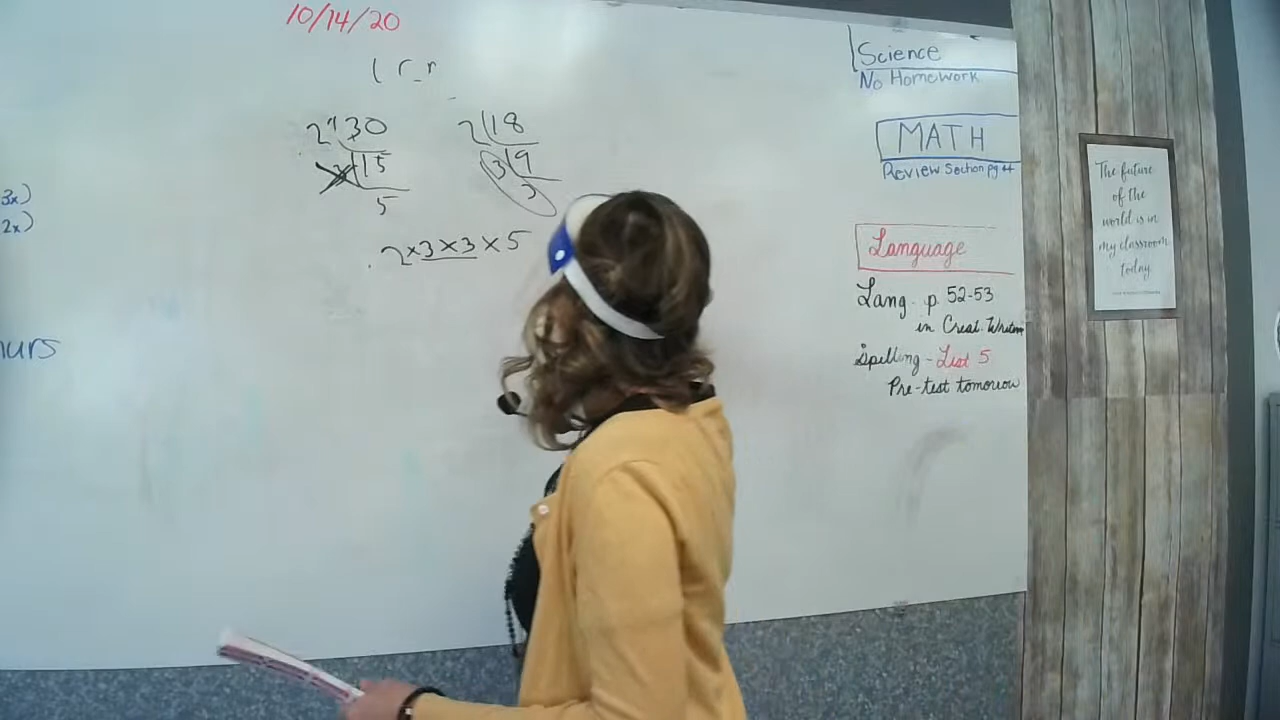 10/14/20
2 30
15
5
2 18
3 9
3
2×3×3×5
3x)
2x)
urs
Science
No Homework
MATH
Review Section pg 44
Language
Lang. p. 52-53
in Creat. Writing
Spelling - List 5
Pre-test tomorrow
The future
of the
world is in
my classroom
today.